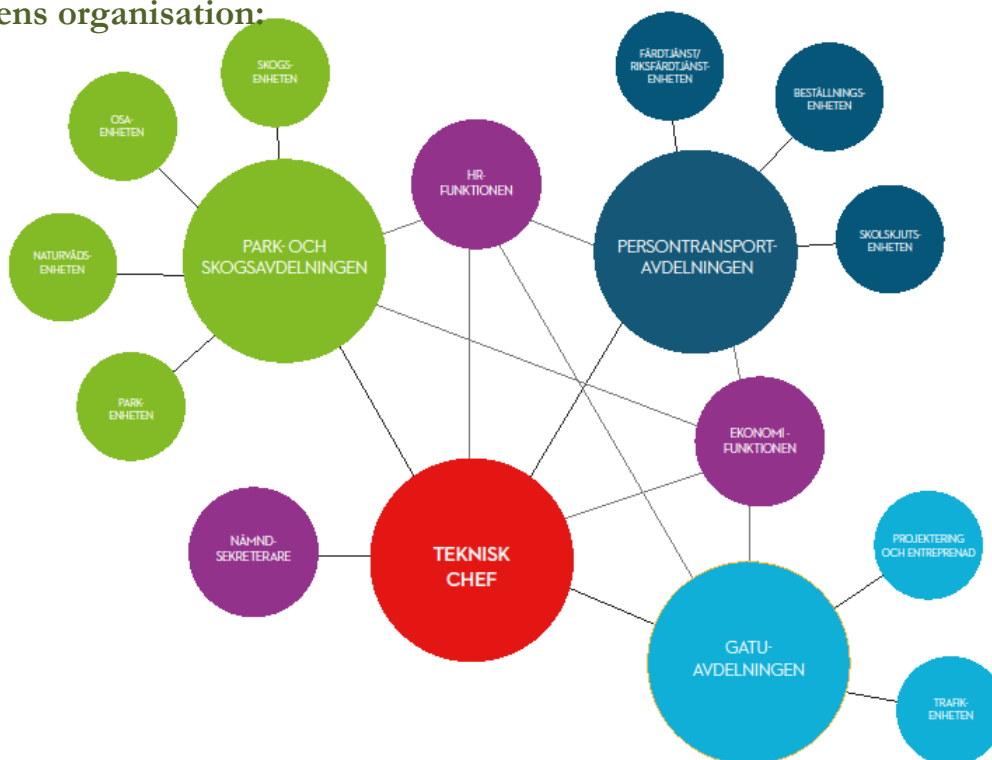 ens organisation:
SKOGS-
ENHETEN
FÄRDTJÄNST/
RIKSFÄRDTJÄNST-
ENHETEN
BESTÄLLNINGS-
ENHETEN
OSA-
ENHETEN
HR-
FUNKTIONEN
PARK- OCH
SKOGSAVDELNINGEN
PERSONTRANSPORT-
AVDELNINGEN
SKOLSKJUTS-
ENHETEN
NATURVÅDS-
ENHETEN
PARK-
ENHETEN
EKONOMI-
FUNKTIONEN
NÄMND-
SEKRETERARE
TEKNISK
CHEF
PROJEKTERING
OCH ENTREPRENAD
GATU-
AVDELNINGEN
TRAFIK-
ENHETEN